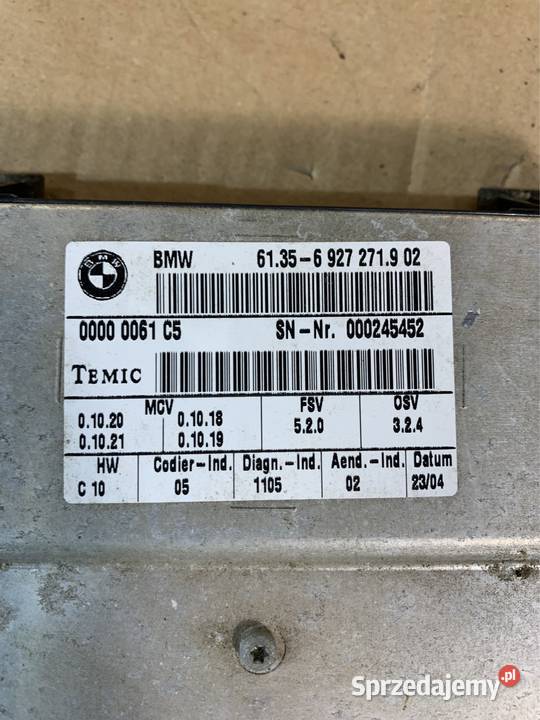 BMW
BMW 61.35-6 927 271.9 02
0000 0061 C5 SN-Nr. 000245452
TEMIC
MCV FSV OSV
0.10.20 0.10.18 5.2.0 3.2.4
0.10.21 0.10.19
HW Codier-Ind. Diagn.-Ind. Aend.-Ind. Datum
C 10 05 1105 02 23/04
Sprzedajemy.pl